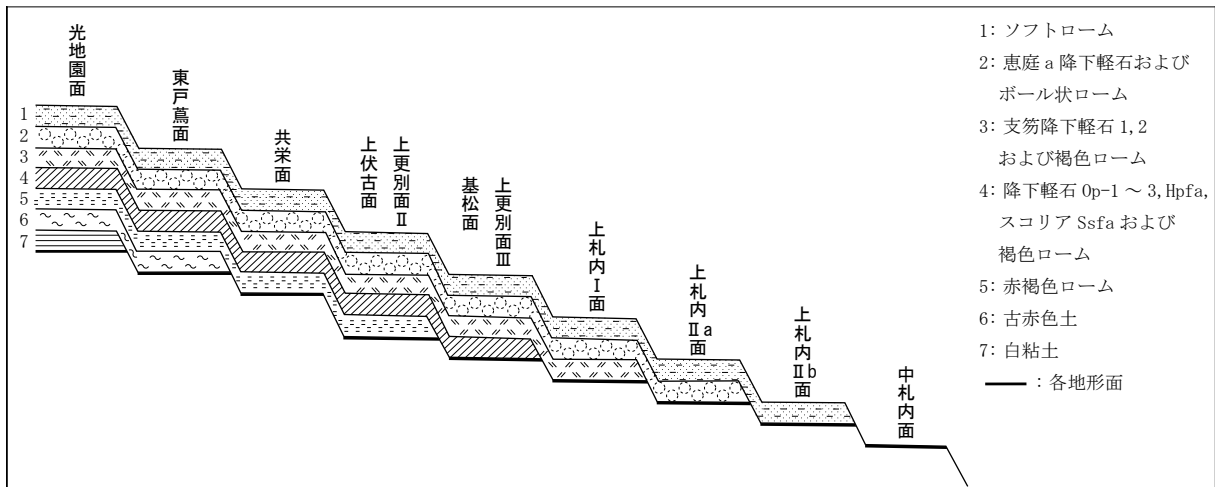 光地園面
東戸蔦面
共栄面
上伏古面
上更別面Ⅱ
基松面
上更別面Ⅲ
上札内Ⅰ面
上札内Ⅱa面
上札内Ⅱb面
中札内面
1
2
3
4
5
6
7
1: ソフトローム
2: 恵庭 a 降下軽石および
ボール状ローム
3: 支笏降下軽石 1, 2
および褐色ローム
4: 降下軽石 Op-1 ～ 3, Hpfa,
スコリア Ssfa および
褐色ローム
5: 赤褐色ローム
6: 古赤色土
7: 白粘土
: 各地形面